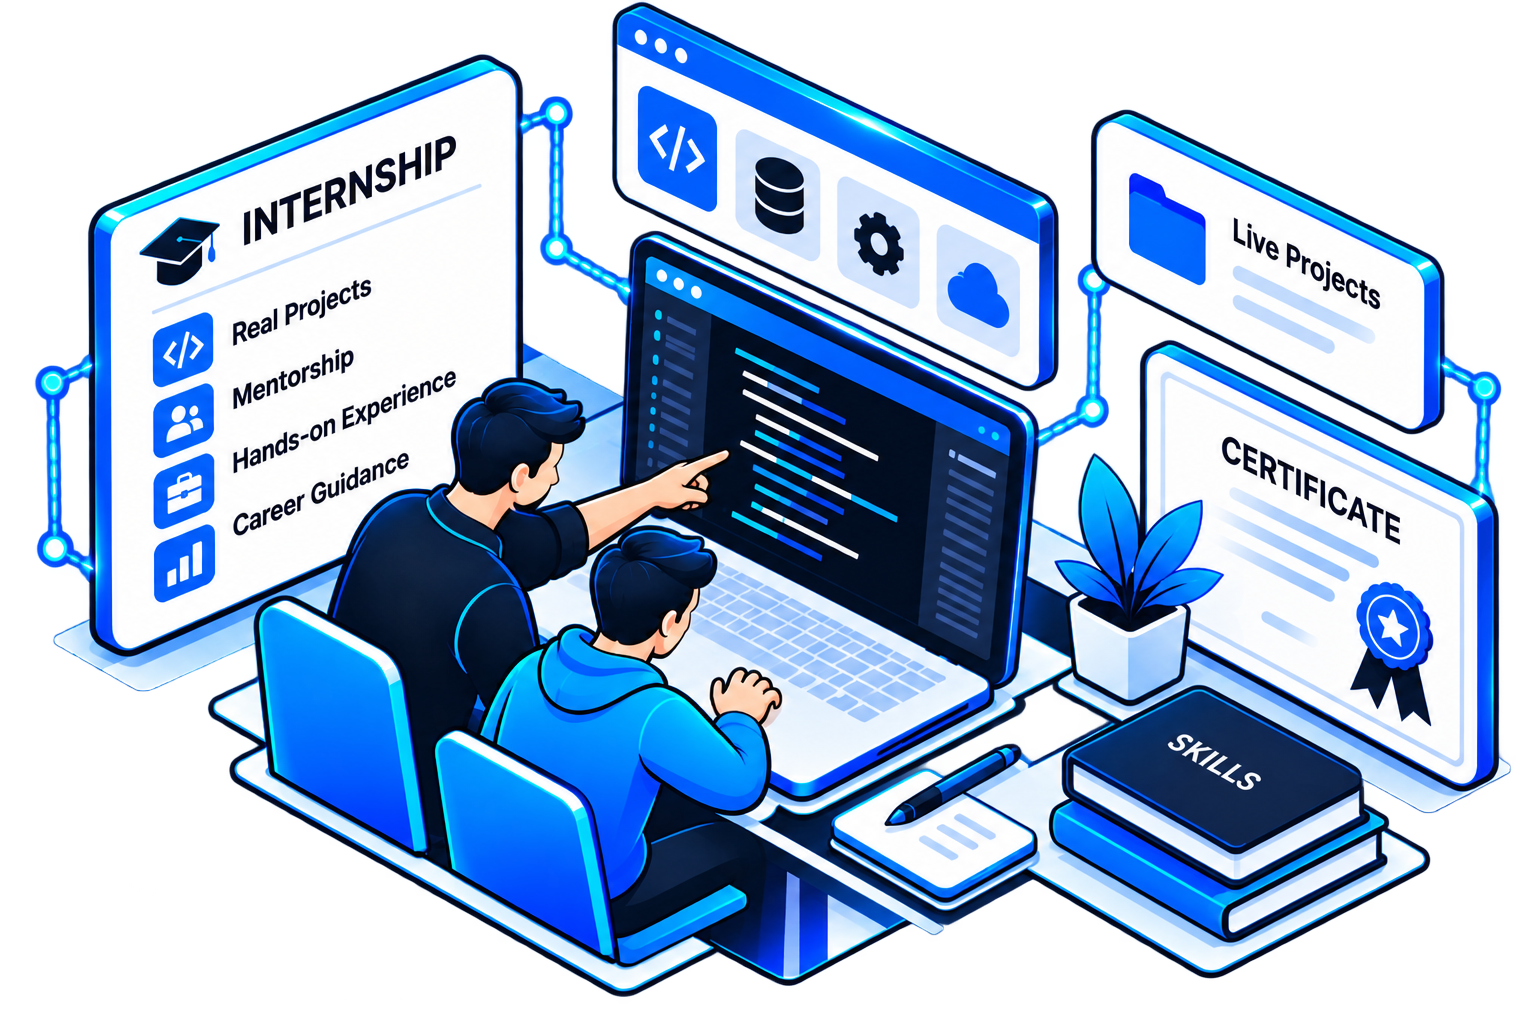 INTERNSHIP
Real Projects
Mentorship
Hands-on Experience
Career Guidance
</>
</>
Live Projects
CERTIFICATE
SKILLS